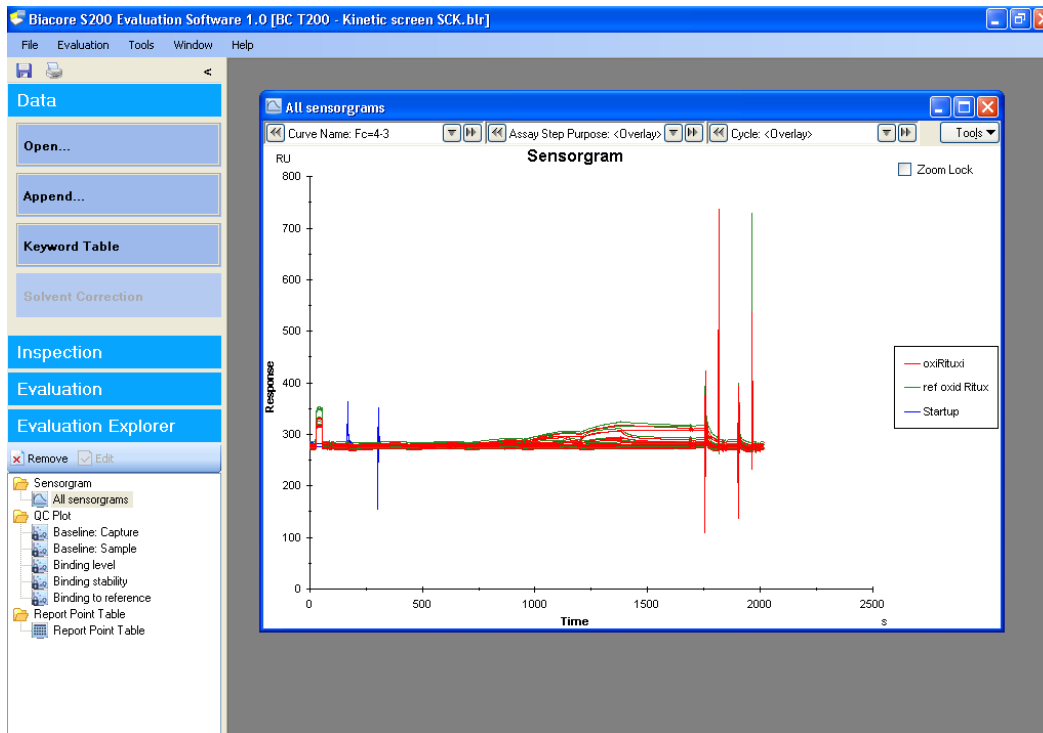 Biacore S200 Evaluation Software 1.0 [BC T200 - Kinetic screen SCK.blr]
File Evaluation Tools Window Help
<
Data
Open...
Append...
Keyword Table
Solvent Correction
Inspection
Evaluation
Evaluation Explorer
Remove Edit
Sensorgram
All sensorgrams
QC Plot
Baseline: Capture
Baseline: Sample
Binding level
Binding stability
Binding to reference
Report Point Table
Report Point Table
All sensorgrams
Curve Name: Fc=4-3 Assay Step Purpose: <Overlay> Cycle: <Overlay> Tools
Sensorgram
RU
Zoom Lock
800
700
600
500
400
300
200
100
0
Response
0 500 1000 1500 2000 2500
Time s
oxiRituxi
ref oxid Ritux
Startup